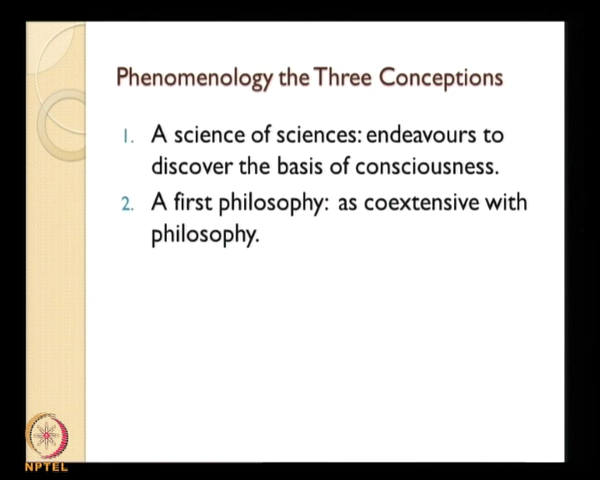 Phenomenology the Three Conceptions
1. A science of sciences: endeavours to
discover the basis of consciousness.
2. A first philosophy: as coextensive with
philosophy.
NPTEL